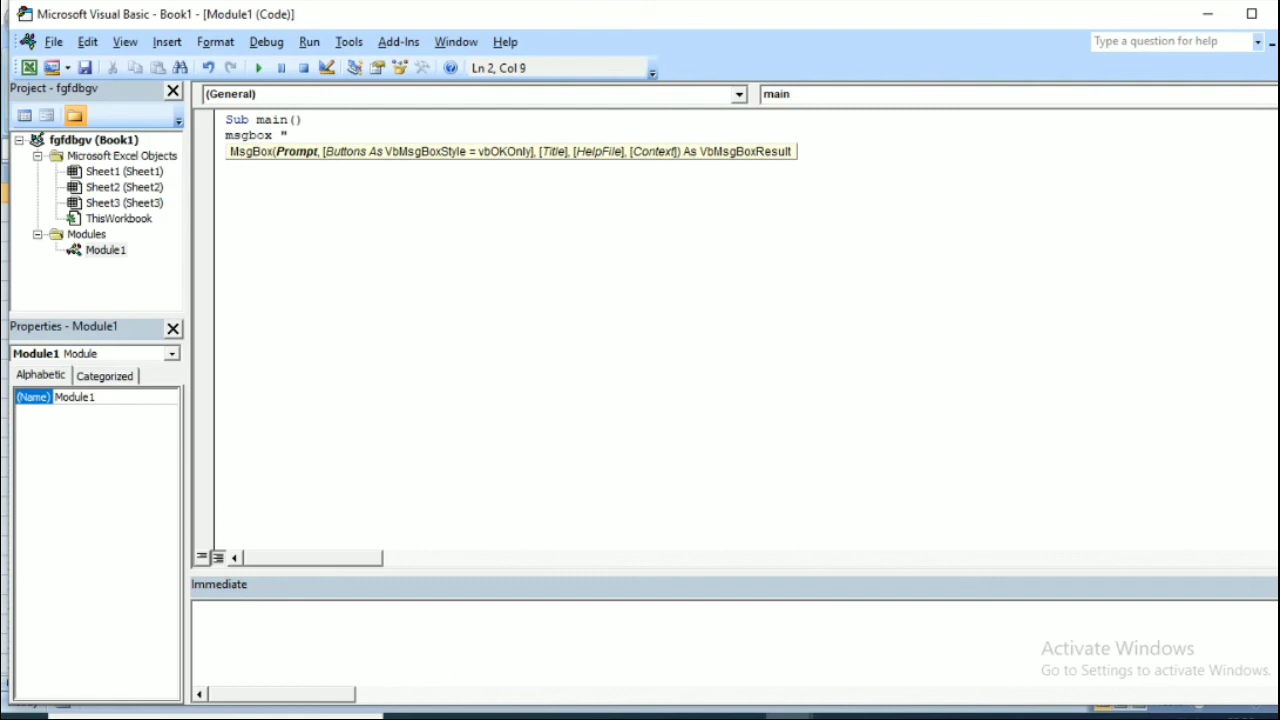 Microsoft Visual Basic - Book1 - [Module1 (Code)]
File Edit View Insert Format Debug Run Tools Add-Ins Window Help
Type a question for help
Ln 2, Col 9
Project - fgfdbgv
(General)
main
fgfdbgv (Book1)
Microsoft Excel Objects
Sheet1 (Sheet1)
Sheet2 (Sheet2)
Sheet3 (Sheet3)
ThisWorkbook
Modules
Module1
Sub main()
msgbox "
MsgBox(Prompt, [Buttons As VbMsgBoxStyle = vbOKOnly], [Title], [HelpFile], [Context]) As VbMsgBoxResult
Properties - Module1
Module1 Module
Alphabetic Categorized
(Name) Module1
Immediate
Activate Windows
Go to Settings to activate Windows.